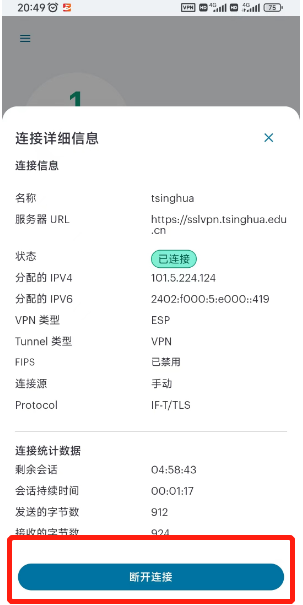 20:49
VPN HD 4G HD 4G 75
1
连接详细信息
连接信息
名称 tsinghua
服务器 URL https://sslvpn.tsinghua.edu
.cn
状态 已连接
分配的 IPV4 101.5.224.124
分配的 IPV6 2402:f000:5:e000::419
VPN 类型 ESP
Tunnel 类型 VPN
FIPS 已禁用
连接源 手动
Protocol IF-T/TLS
连接统计数据
剩余会话 04:58:43
会话持续时间 00:01:17
发送的字节数 912
接收的字节数 924
断开连接